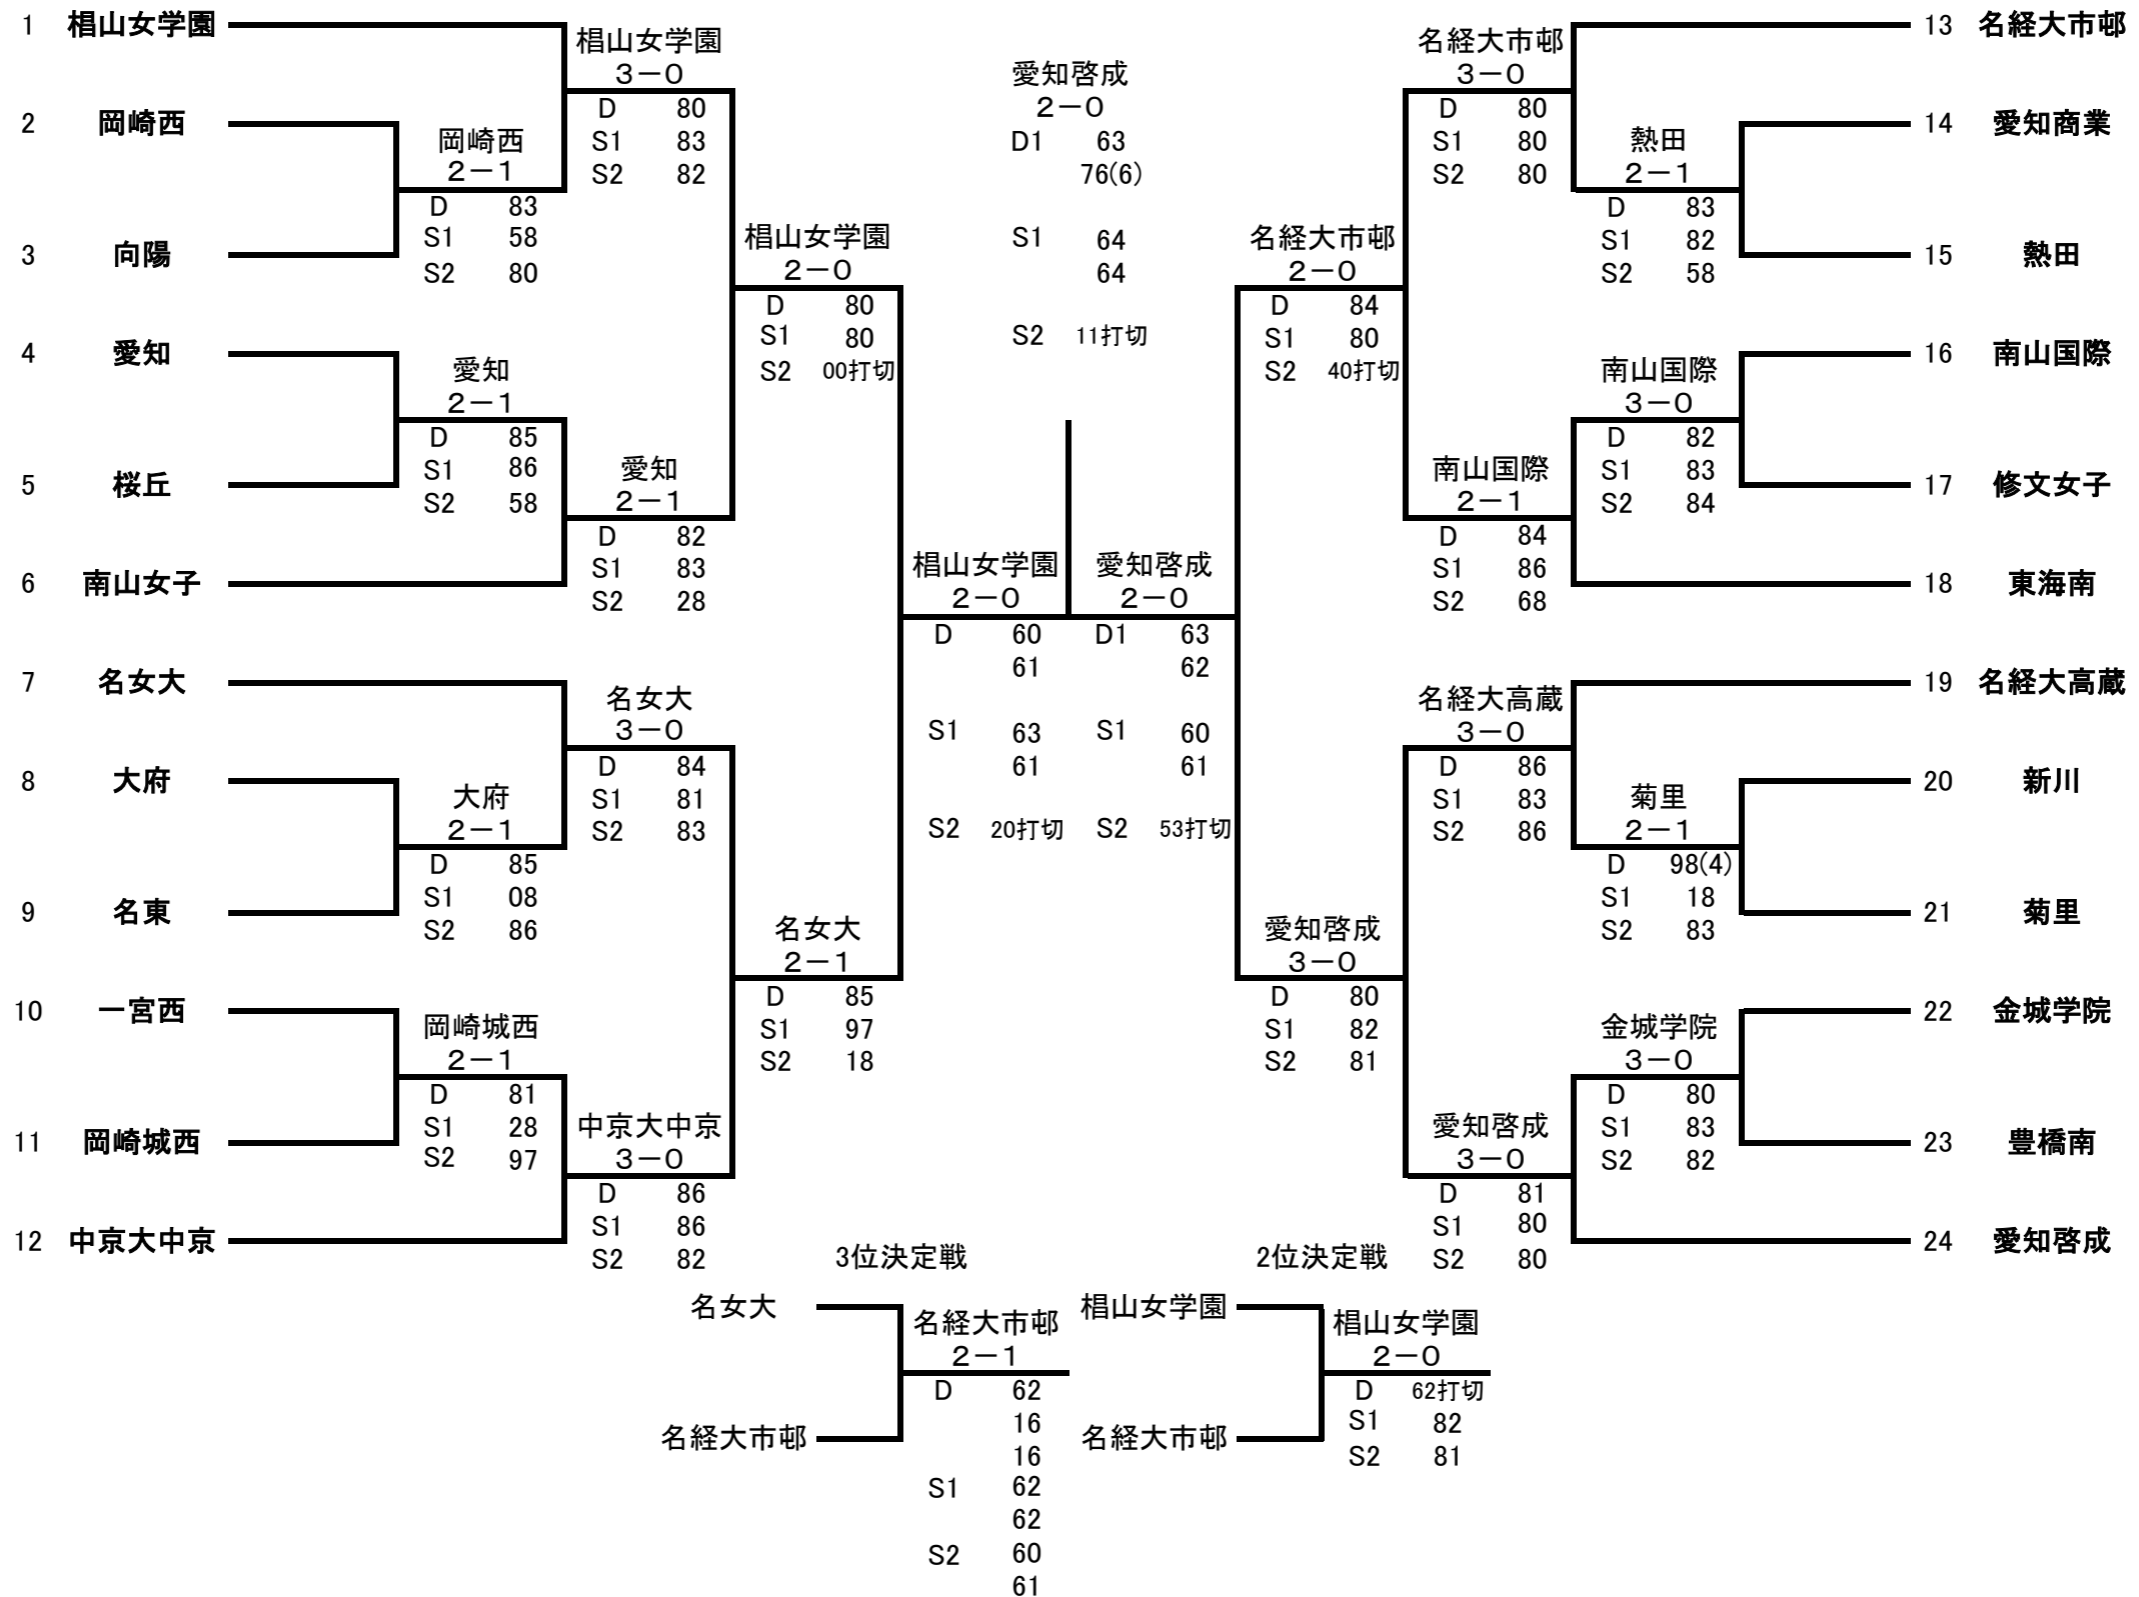 1 椙山女学園
2 岡崎西
3 向陽
4 愛知
5 桜丘
6 南山女子
7 名女大
8 大府
9 名東
10 一宮西
11 岡崎城西
12 中京大中京
岡崎西
2－1
D 83
S1 58
S2 80
愛知
2－1
D 85
S1 86
S2 58
大府
2－1
D 85
S1 08
S2 86
岡崎城西
2－1
D 81
S1 28
S2 97
椙山女学園
3－0
D 80
S1 83
S2 82
愛知
2－1
D 82
S1 83
S2 28
名女大
3－0
D 84
S1 81
S2 83
中京大中京
3－0
D 86
S1 86
S2 82
椙山女学園
2－0
D 80
S1 80
S2 00打切
名女大
2－1
D 85
S1 97
S2 18
椙山女学園
2－0
D 60
61
S1 63
61
S2 20打切
愛知啓成
2－0
D1 63
76(6)
S1 64
64
S2 11打切
愛知啓成
2－0
D1 63
62
S1 60
61
S2 53打切
名経大市邨
2－0
D 84
S1 80
S2 40打切
愛知啓成
3－0
D 80
S1 82
S2 81
名経大市邨
3－0
D 80
S1 80
S2 80
南山国際
2－1
D 84
S1 86
S2 68
名経大高蔵
3－0
D 86
S1 83
S2 86
愛知啓成
3－0
D 81
S1 80
S2 80
熱田
2－1
D 83
S1 82
S2 58
南山国際
3－0
D 82
S1 83
S2 84
菊里
2－1
D 98(4)
S1 18
S2 83
金城学院
3－0
D 80
S1 83
S2 82
13 名経大市邨
14 愛知商業
15 熱田
16 南山国際
17 修文女子
18 東海南
19 名経大高蔵
20 新川
21 菊里
22 金城学院
23 豊橋南
24 愛知啓成
3位決定戦
名女大
名経大市邨
名経大市邨
2－1
D 62
16
16
S1 62
62
S2 60
61
2位決定戦
椙山女学園
名経大市邨
椙山女学園
2－0
D 62打切
S1 82
S2 81